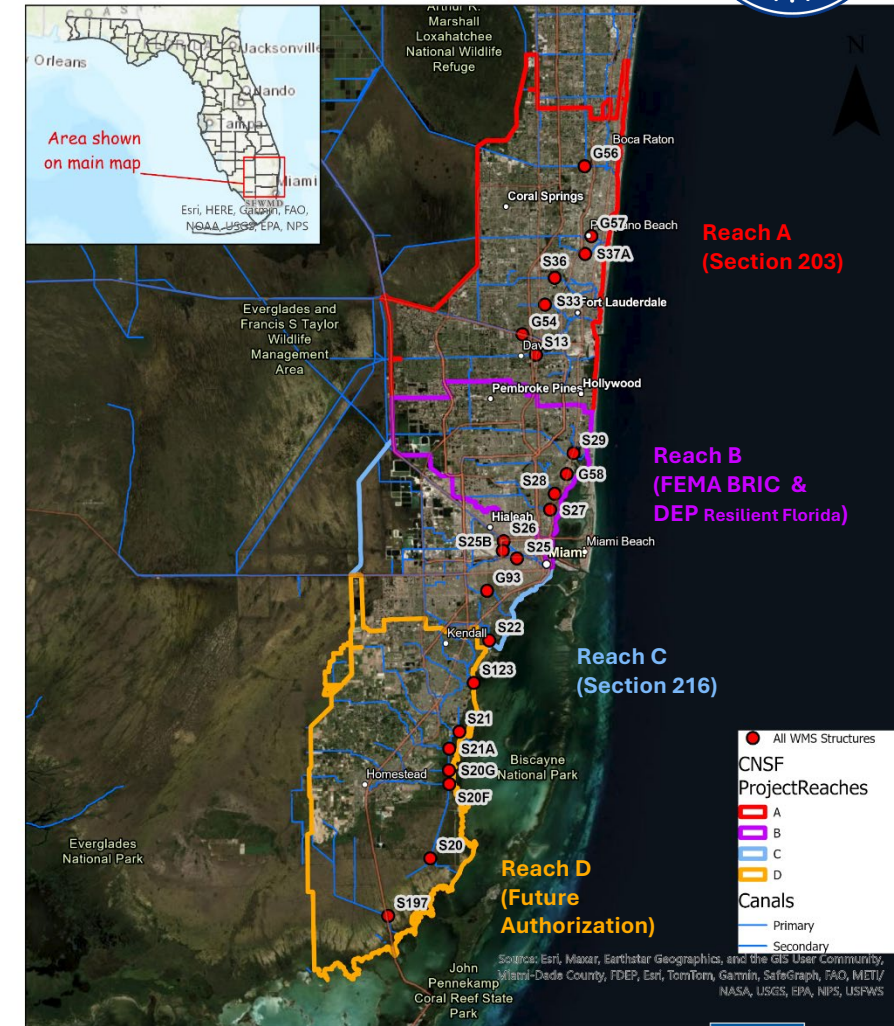 Arthur R.
Marshall
Loxahatchee
National Wildlife
Refuge
Orleans
Jacksonville
Orlando
Tampa
Miami
SFWMD
Area shown
on main map
Esri, HERE, Garmin, FAO,
NOAA, USGS, EPA, NPS
N
Boca Raton
G56
Coral Springs
G57
Pompano Beach
S37A
S36
S33
Fort Lauderdale
G54
S13
Everglades and
Francis S Taylor
Wildlife
Management
Area
Pembroke Pines
Hollywood
Reach A
(Section 203)
S29
G58
S28
S27
Hialeah
S26
S25B
S25
Miami
Miami Beach
Reach B
(FEMA BRIC &
DEP Resilient Florida)
G93
S22
Kendall
S123
Reach C
(Section 216)
S21
S21A
S20G
S20F
Homestead
Biscayne
National Park
S20
S197
Everglades
National Park
Reach D
(Future
Authorization)
John
Pennekamp
Coral Reef State
Park
All WMS Structures
CNSF
ProjectReaches
A
B
C
D
Canals
Primary
Secondary
Source: Esri, Maxar, Earthstar Geographics, and the GIS User Community,
Miami-Dade County, FDEP, Esri, TomTom, Garmin, SafeGraph, FAO, METI/
NASA, USGS, EPA, NPS, USFWS